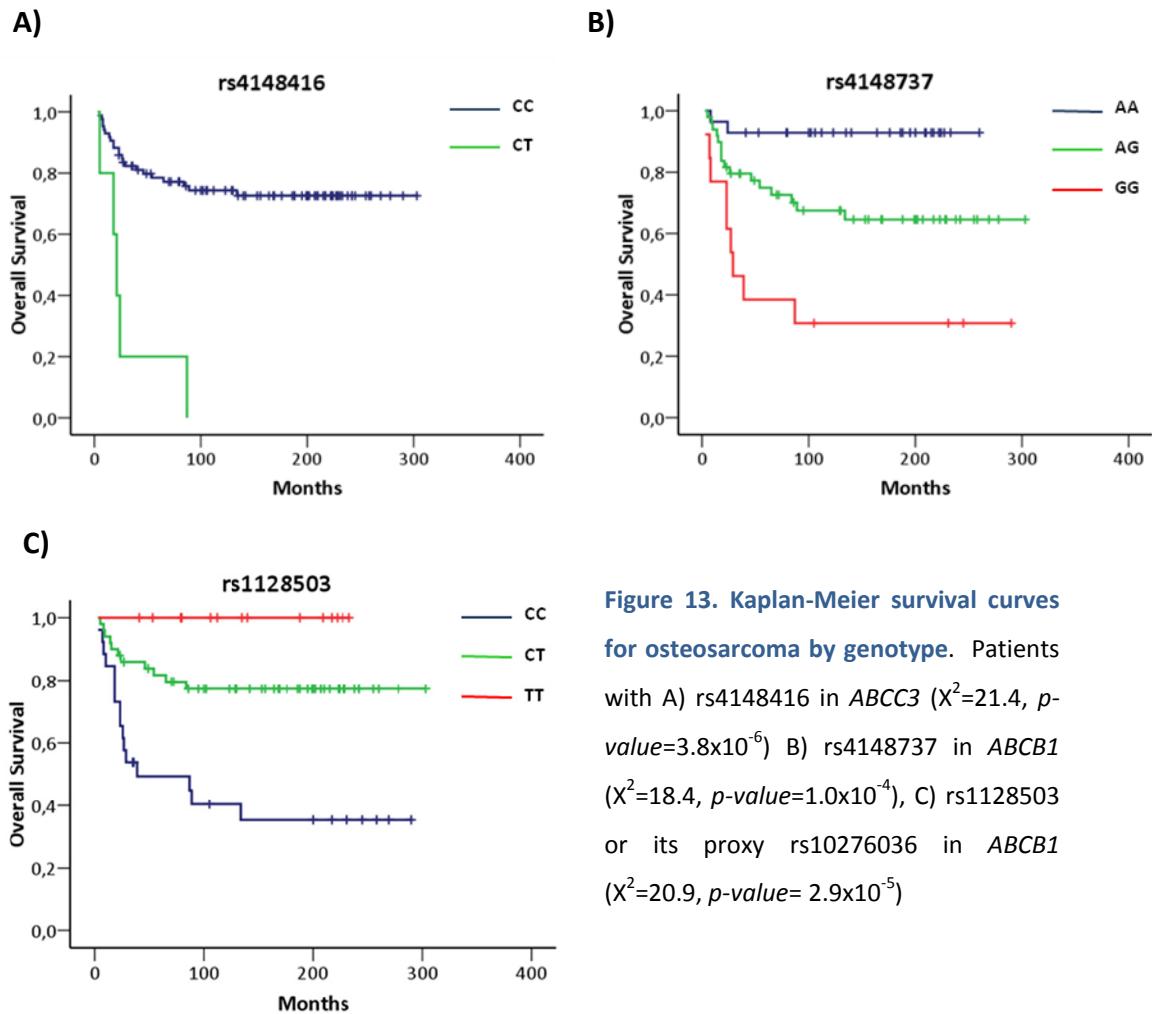 A)
rs4148416
CC
CT
1,0
0,8
0,6
0,4
0,2
0,0
Overall Survival
0 100 200 300 400
Months
B)
rs4148737
AA
AG
GG
1,0
0,8
0,6
0,4
0,2
0,0
Overall Survival
0 100 200 300 400
Months
C)
rs1128503
CC
CT
TT
1,0
0,8
0,6
0,4
0,2
0,0
Overall Survival
0 100 200 300 400
Months
Figure 13. Kaplan-Meier survival curves
for osteosarcoma by genotype. Patients
with A) rs4148416 in ABCC3 (X²=21.4, p-
value=3.8x10⁻⁶) B) rs4148737 in ABCB1
(X²=18.4, p-value=1.0x10⁻⁴), C) rs1128503
or its proxy rs10276036 in ABCB1
(X²=20.9, p-value= 2.9x10⁻⁵)